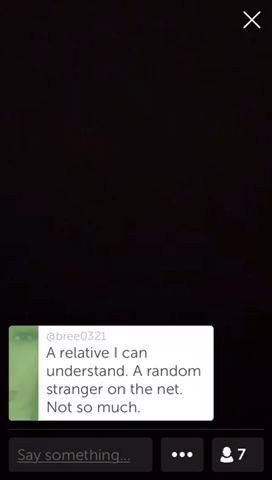 @bree0321
A relative I can
understand. A random
stranger on the net.
Not so much.
Say something...
7